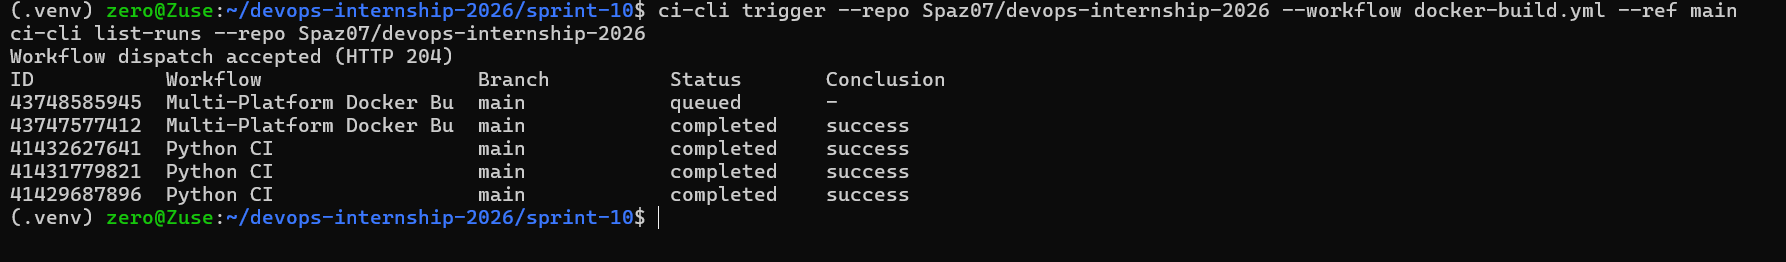 (.venv) zero@Zuse:~/devops-internship-2026/sprint-10$ ci-cli trigger --repo Spaz07/devops-internship-2026 --workflow docker-build.yml --ref main
ci-cli list-runs --repo Spaz07/devops-internship-2026
Workflow dispatch accepted (HTTP 204)
ID           Workflow                  Branch          Status       Conclusion
43748585945  Multi-Platform Docker Bu  main            queued       -
43747577412  Multi-Platform Docker Bu  main            completed    success
41432627641  Python CI                 main            completed    success
41431779821  Python CI                 main            completed    success
41429687896  Python CI                 main            completed    success
(.venv) zero@Zuse:~/devops-internship-2026/sprint-10$